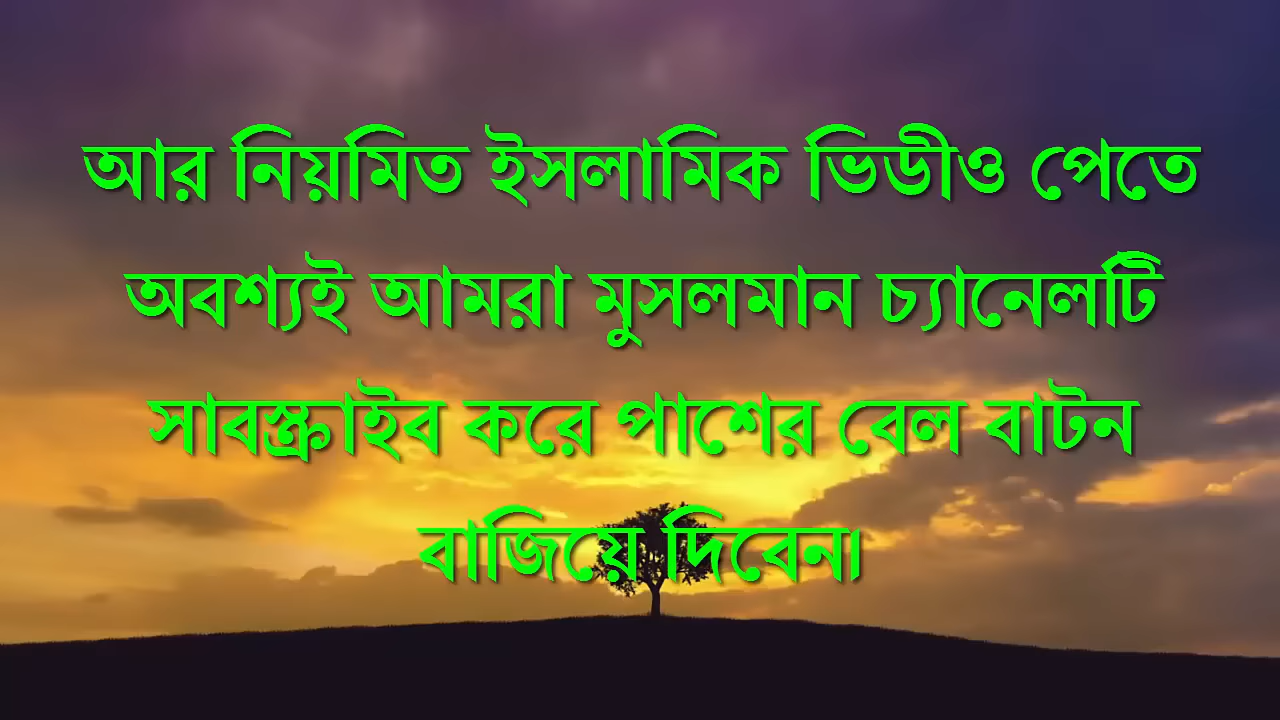 আর নিয়মিত ইসলামিক ভিডীও পেতে
অবশ্যই আমরা মুসলমান চ্যানেলটি
সাবস্ক্রাইব করে পাশের বেল বাটন
বাজিয়ে দিবেন।